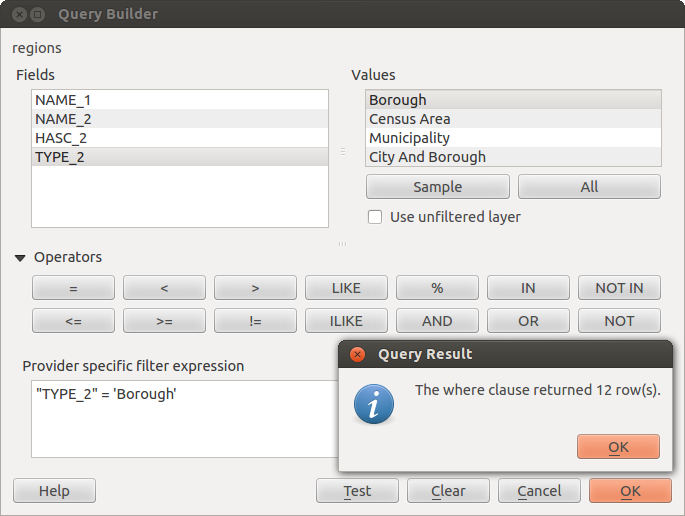 Query Builder
regions
Fields
Values
NAME_1
NAME_2
HASC_2
TYPE_2
Borough
Census Area
Municipality
City And Borough
Sample
All
Use unfiltered layer
Operators
= < > LIKE % IN NOT IN
<= >= != ILIKE AND OR NOT
Provider specific filter expression
"TYPE_2" = 'Borough'
Query Result
The where clause returned 12 row(s).
OK
Help Test Clear Cancel OK